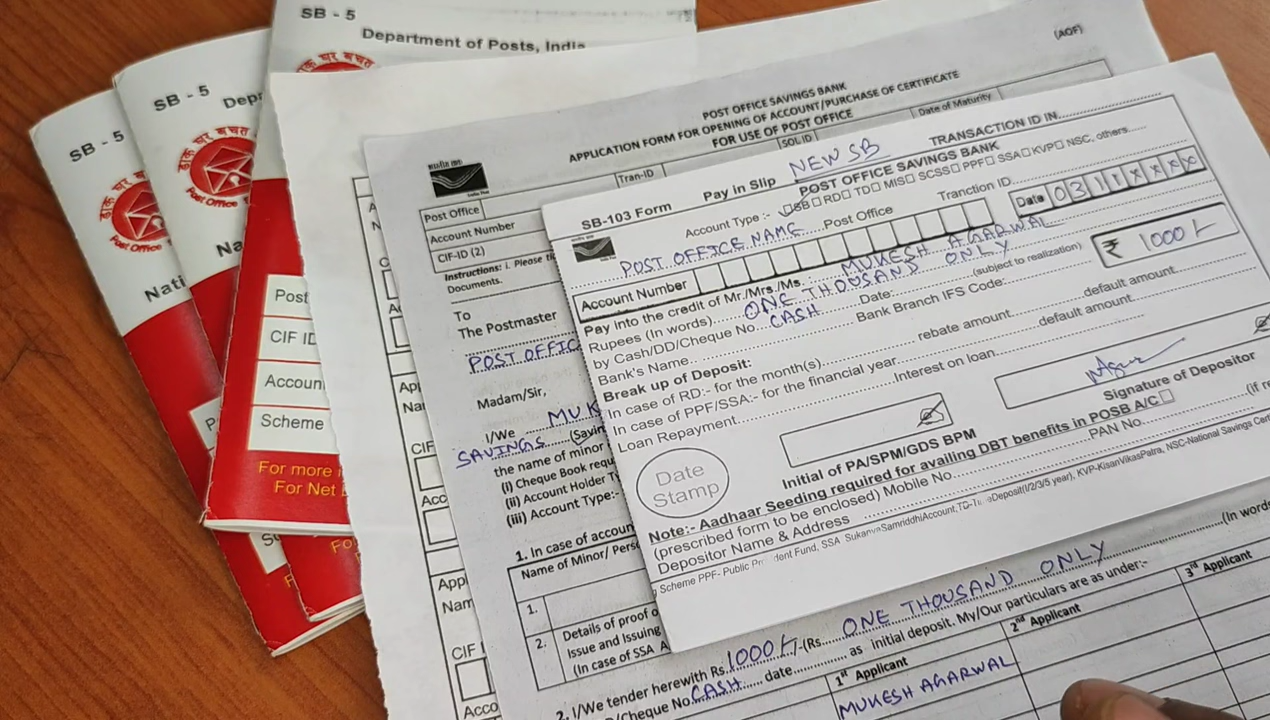 SB - 5
Department of Posts, India
SB - 5
SB - 5
डाक घर बचत
Post Office
Post
CIF ID
Account
Scheme
For more
For Net
(AOF)
POST OFFICE SAVINGS BANK
APPLICATION FORM FOR OPENING OF ACCOUNT/PURCHASE OF CERTIFICATE
FOR USE OF POST OFFICE
Post Office
Tran-ID
SOL ID
Date of Maturity
Account Number
CIF-ID (2)
Instructions: i. Please
Documents.
To
The Postmaster
POST OFFIC
Madam/Sir,
I/We MUK
SAVINGS (Savin
the name of minor
(i) Cheque Book requ
(ii) Account Holder T
(iii) Account Type:-
1. In case of accoun
Name of Minor/ Pers
1.
2. Details of proof o
Issue and Issuing
(In case of SSA A
SB-103 Form Pay in Slip NEW SB TRANSACTION ID IN
POST OFFICE SAVINGS BANK
Account Type :- SB RD TD MIS SCSS PPF SSA KVP NSC, others
POST OFFICE NAME Post Office Tranction ID
Date 0 3 1 1 x x x x
Account Number
₹ 1000/-
Pay into the credit of Mr./Mrs./Ms. MUKESH AGARWAL
Rupees (In words) ONE THOUSAND ONLY
by Cash/DD/Cheque No. CASH Date: (subject to realization)
Bank's Name Bank Branch IFS Code:
Break up of Deposit:
In case of RD:- for the month(s) rebate amount default amount
In case of PPF/SSA:- for the financial year default amount
Loan Repayment Interest on loan
Signature of Depositor
Date
Stamp
Initial of PA/SPM/GDS BPM
Note:- Aadhaar Seeding required for availing DBT benefits in POSB A/C
(prescribed form to be enclosed) Mobile No. PAN No.
Depositor Name & Address
2. I/We tender herewith Rs. 1000/- (Rs. ONE THOUSAND ONLY (In words
D/Cheque No. CASH date as initial deposit. My/Our particulars are as under:-
1st Applicant 2nd Applicant 3rd Applicant
MUKESH AGARWAL